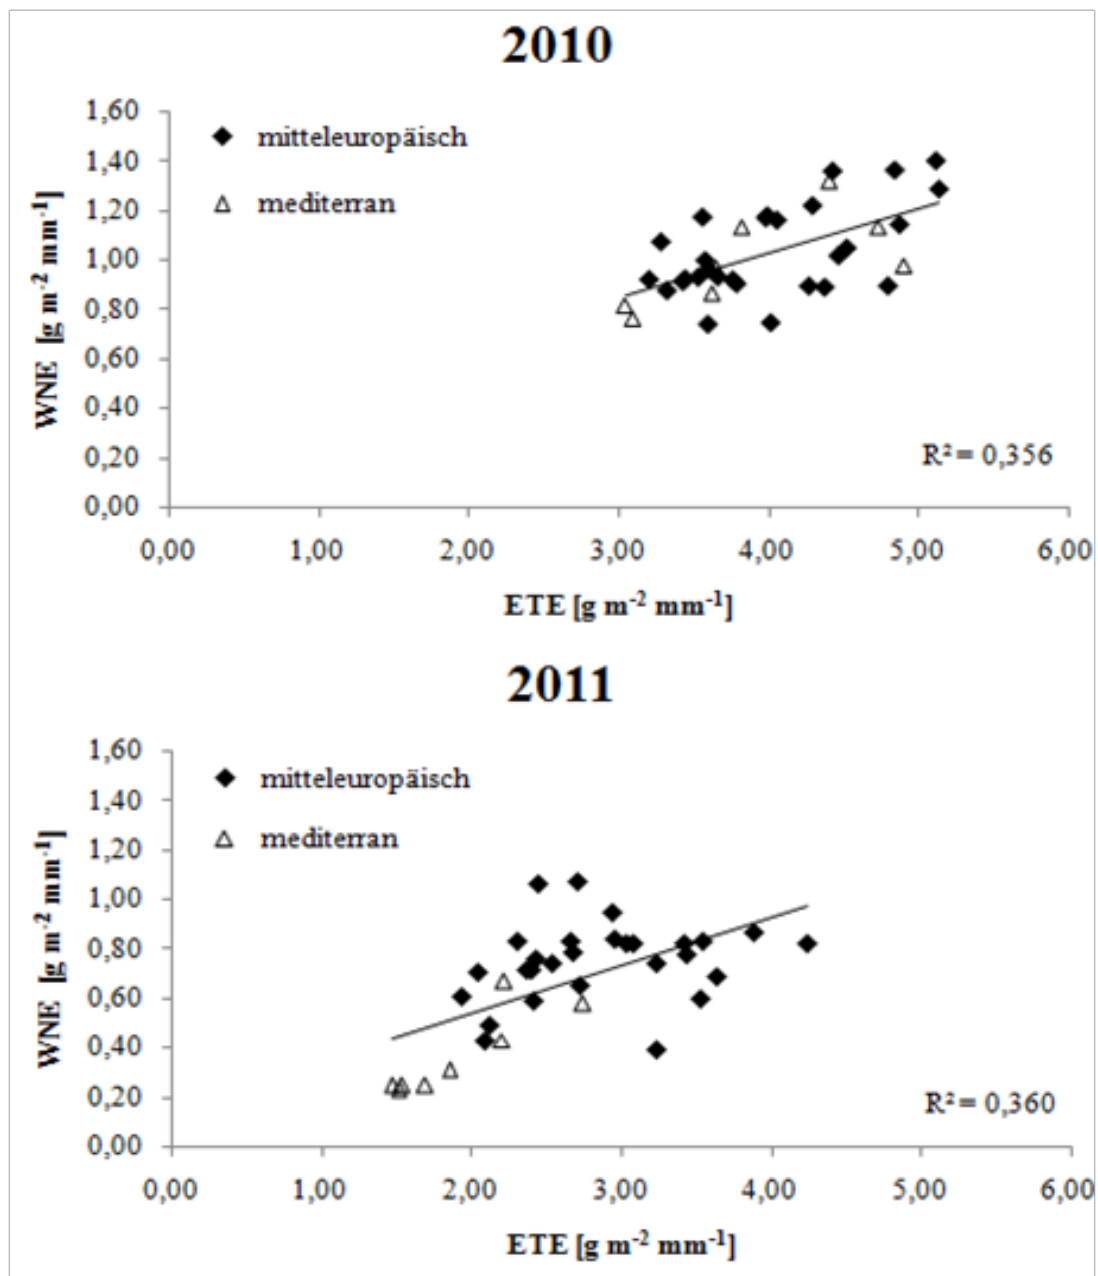 2010
1,60
1,40
1,20
1,00
0,80
0,60
0,40
0,20
0,00
WNE [g m⁻² mm⁻¹]
mitteleuropäisch
mediterran
R² = 0,356
0,00 1,00 2,00 3,00 4,00 5,00 6,00
ETE [g m⁻² mm⁻¹]
2011
1,60
1,40
1,20
1,00
0,80
0,60
0,40
0,20
0,00
WNE [g m⁻² mm⁻¹]
mitteleuropäisch
mediterran
R² = 0,360
0,00 1,00 2,00 3,00 4,00 5,00 6,00
ETE [g m⁻² mm⁻¹]